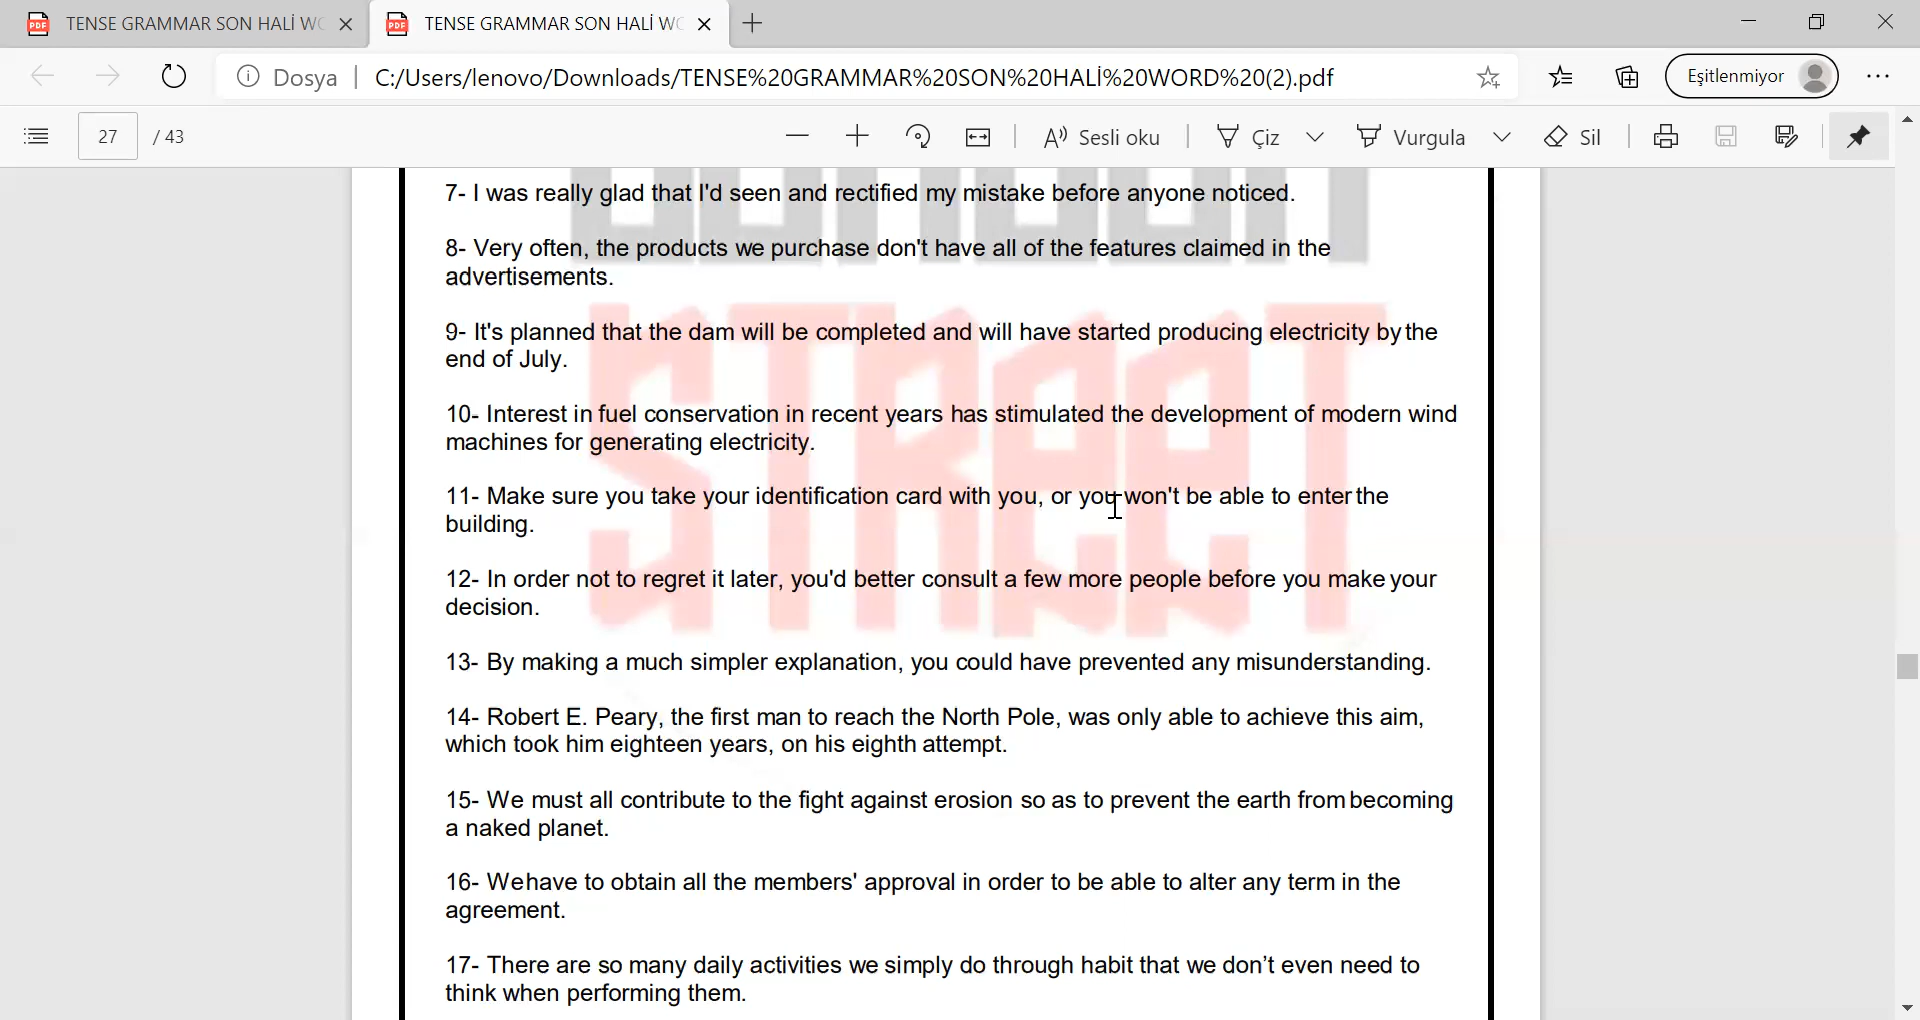 TENSE GRAMMAR SON HALİ WO
TENSE GRAMMAR SON HALİ WO
Dosya | C:/Users/lenovo/Downloads/TENSE%20GRAMMAR%20SON%20HALİ%20WORD%20(2).pdf
Eşitlenmiyor
27 / 43
Sesli oku
Çiz
Vurgula
Sil
7- I was really glad that I'd seen and rectified my mistake before anyone noticed.
8- Very often, the products we purchase don't have all of the features claimed in the
advertisements.
9- It's planned that the dam will be completed and will have started producing electricity by the
end of July.
10- Interest in fuel conservation in recent years has stimulated the development of modern wind
machines for generating electricity.
11- Make sure you take your identification card with you, or you won't be able to enter the
building.
12- In order not to regret it later, you'd better consult a few more people before you make your
decision.
13- By making a much simpler explanation, you could have prevented any misunderstanding.
14- Robert E. Peary, the first man to reach the North Pole, was only able to achieve this aim,
which took him eighteen years, on his eighth attempt.
15- We must all contribute to the fight against erosion so as to prevent the earth from becoming
a naked planet.
16- Wehave to obtain all the members' approval in order to be able to alter any term in the
agreement.
17- There are so many daily activities we simply do through habit that we don't even need to
think when performing them.
STReeT